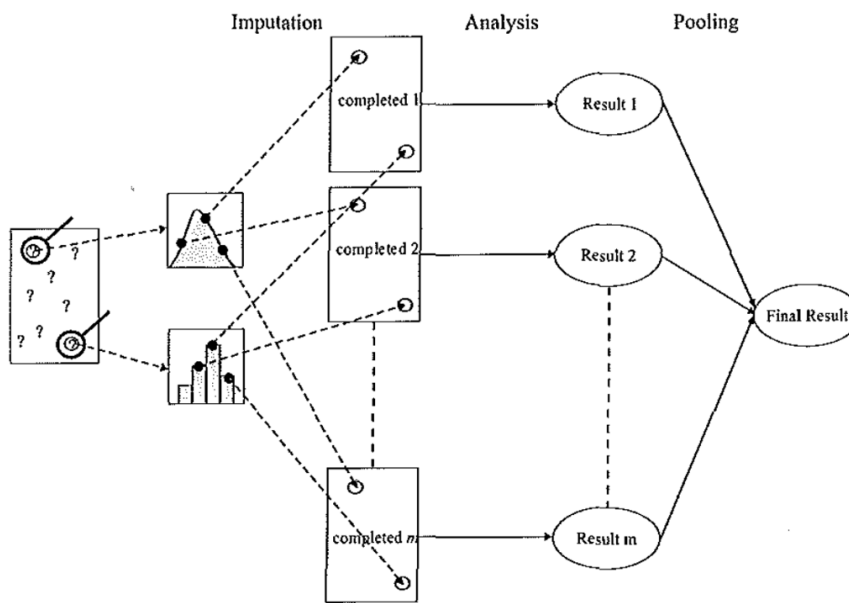 Imputation
Analysis
Pooling
completed 1
Result 1
completed 2
Result 2
?
?
?
?
?
?
?
Final Result
completed m
Result m